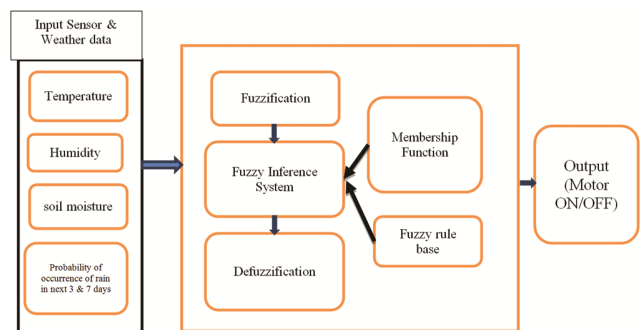 Input Sensor &
Weather data
Temperature
Humidity
soil moisture
Probability of
occurrence of rain
in next 3 & 7 days
Fuzzification
Fuzzy Inference
System
Defuzzification
Membership
Function
Fuzzy rule
base
Output
(Motor
ON/OFF)